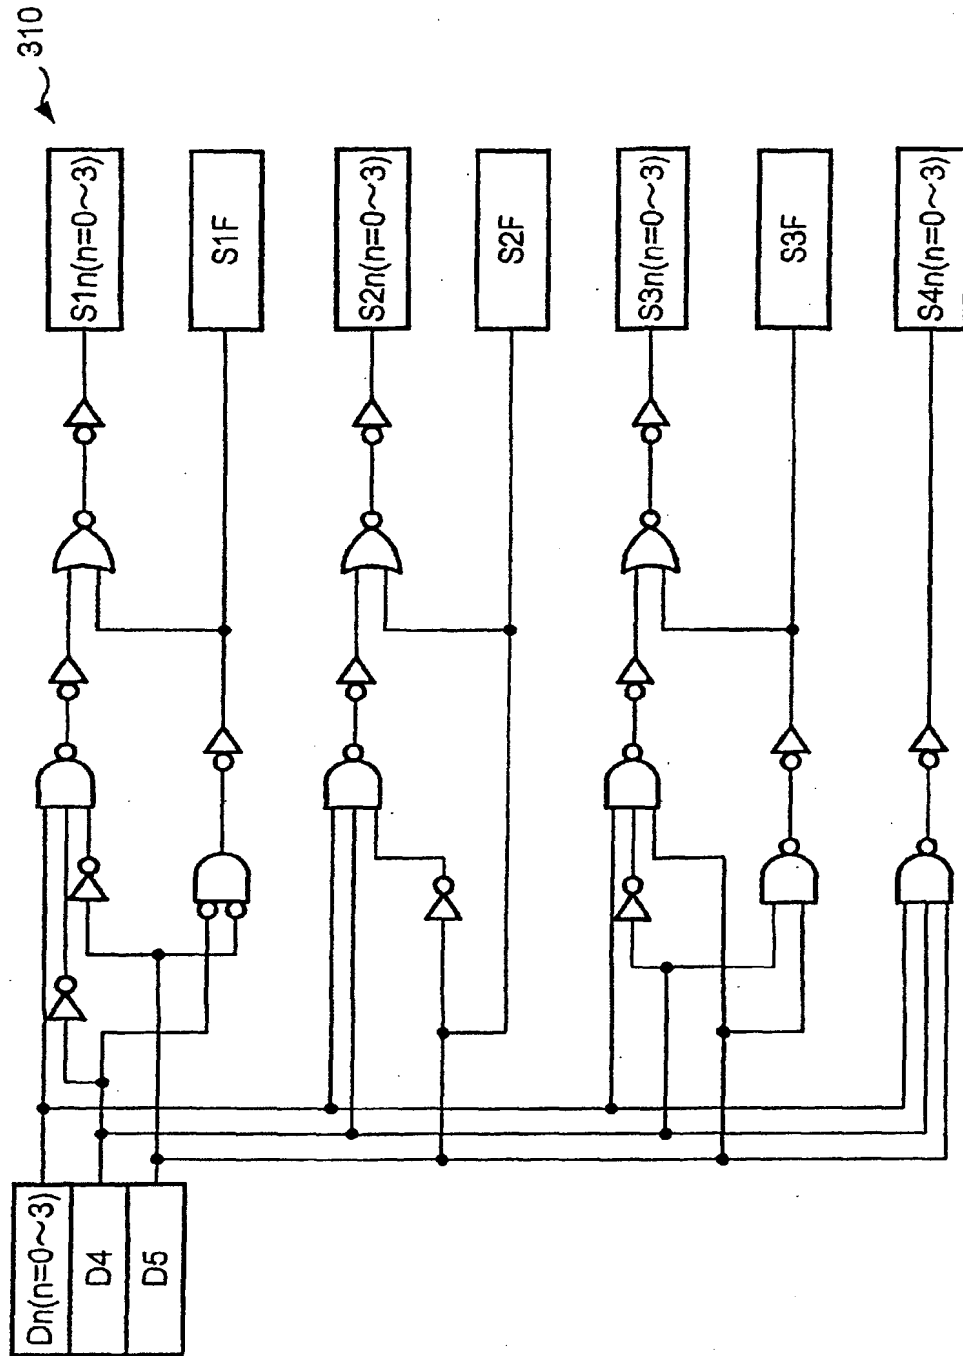 310
S1n(n=0~3)
S1F
S2n(n=0~3)
S2F
S3n(n=0~3)
S3F
S4n(n=0~3)
Dn(n=0~3)
D4
D5